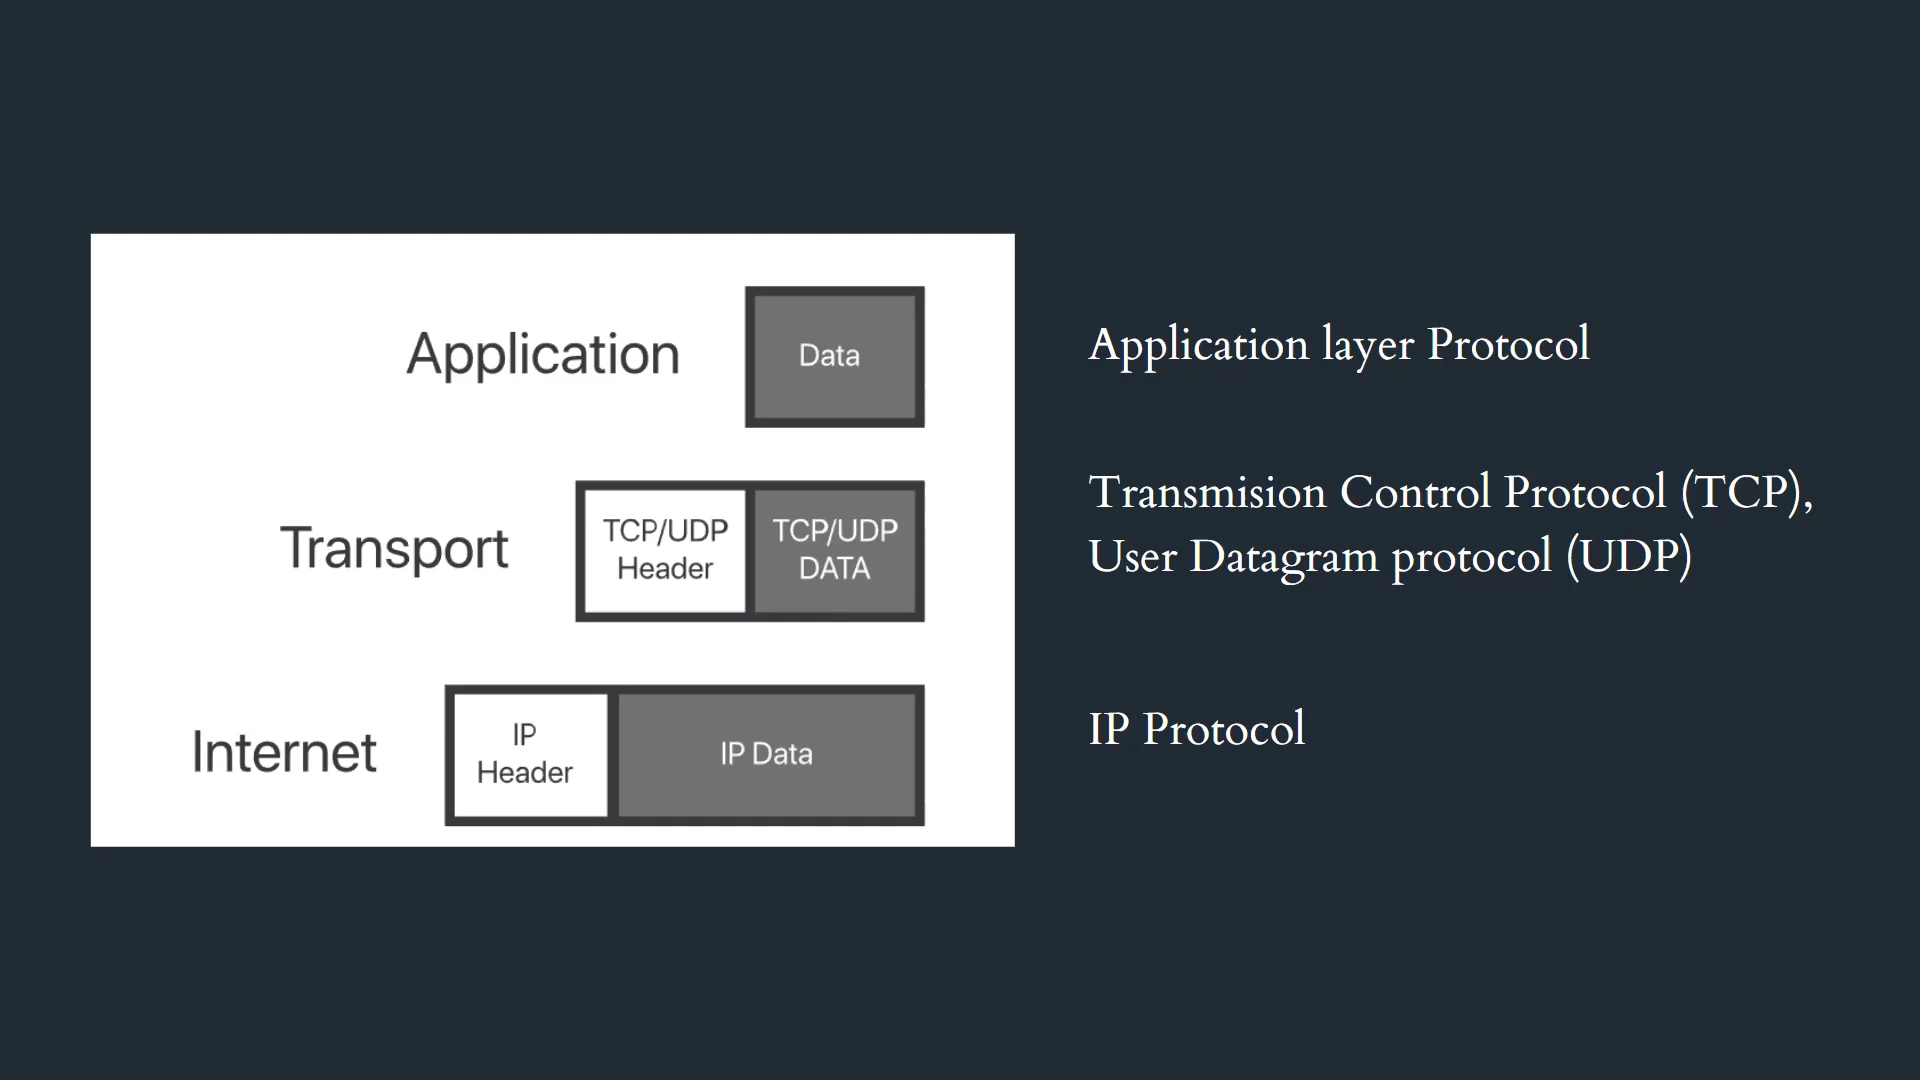 Application
Data
Application layer Protocol
Transport
TCP/UDP
Header
TCP/UDP
DATA
Transmision Control Protocol (TCP),
User Datagram protocol (UDP)
Internet
IP
Header
IP Data
IP Protocol